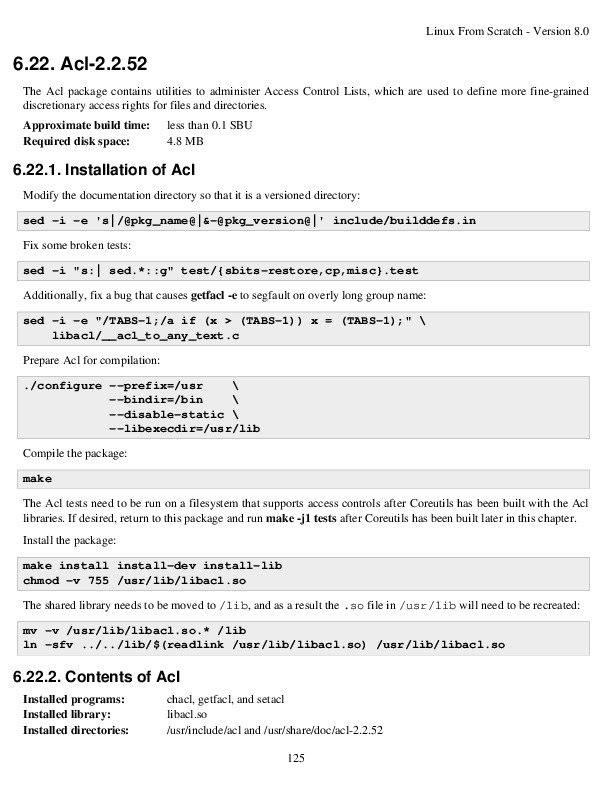 Linux From Scratch - Version 8.0
6.22. Acl-2.2.52
The Acl package contains utilities to administer Access Control Lists, which are used to define more fine-grained
discretionary access rights for files and directories.
Approximate build time: less than 0.1 SBU
Required disk space: 4.8 MB
6.22.1. Installation of Acl
Modify the documentation directory so that it is a versioned directory:
sed -i -e 's|/@pkg_name@|&-@pkg_version@|' include/builddefs.in
Fix some broken tests:
sed -i "s:| sed.*::g" test/{sbits-restore,cp,misc}.test
Additionally, fix a bug that causes getfacl -e to segfault on overly long group name:
sed -i -e "/TABS-1;/a if (x > (TABS-1)) x = (TABS-1);" \
    libacl/__acl_to_any_text.c
Prepare Acl for compilation:
./configure --prefix=/usr    \
            --bindir=/bin    \
            --disable-static \
            --libexecdir=/usr/lib
Compile the package:
make
The Acl tests need to be run on a filesystem that supports access controls after Coreutils has been built with the Acl
libraries. If desired, return to this package and run make -j1 tests after Coreutils has been built later in this chapter.
Install the package:
make install install-dev install-lib
chmod -v 755 /usr/lib/libacl.so
The shared library needs to be moved to /lib, and as a result the .so file in /usr/lib will need to be recreated:
mv -v /usr/lib/libacl.so.* /lib
ln -sfv ../../lib/$(readlink /usr/lib/libacl.so) /usr/lib/libacl.so
6.22.2. Contents of Acl
Installed programs: chacl, getfacl, and setacl
Installed library: libacl.so
Installed directories: /usr/include/acl and /usr/share/doc/acl-2.2.52
125